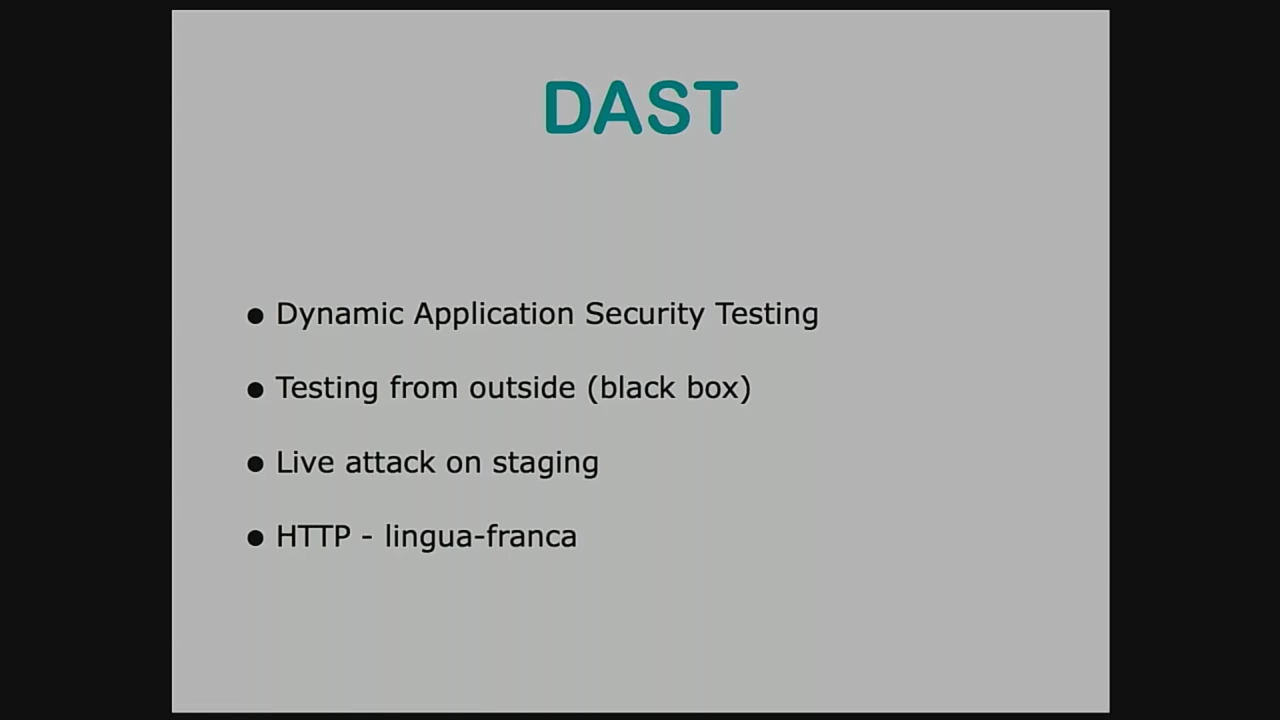 DAST
● Dynamic Application Security Testing
● Testing from outside (black box)
● Live attack on staging
● HTTP - lingua-franca